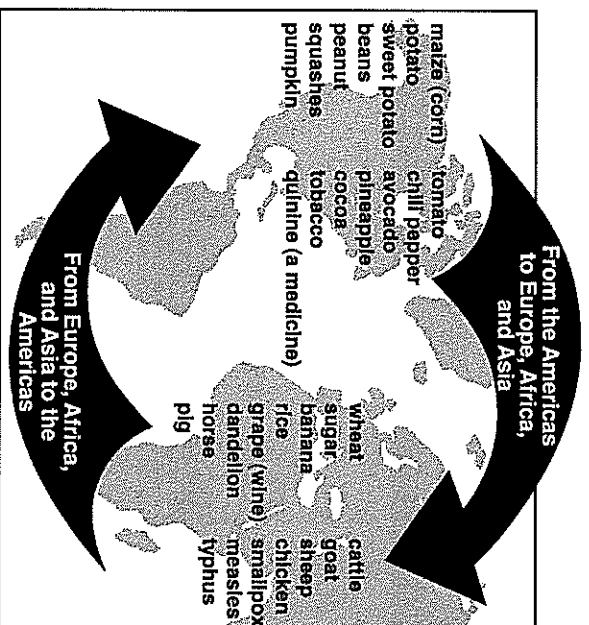 From the Americas
to Europe, Africa,
and Asia
maize (corn)
potato
sweet potato
beans
peanut
squashes
pumpkin
tomato
chili pepper
avocado
pineapple
cocoa
tobacco
quinine (a medicine)
wheat
sugar
banana
rice
grape (wine)
dandelion
horse
pig
cattle
goat
sheep
chicken
smallpox
measles
typhus
From Europe, Africa,
and Asia to the
Americas